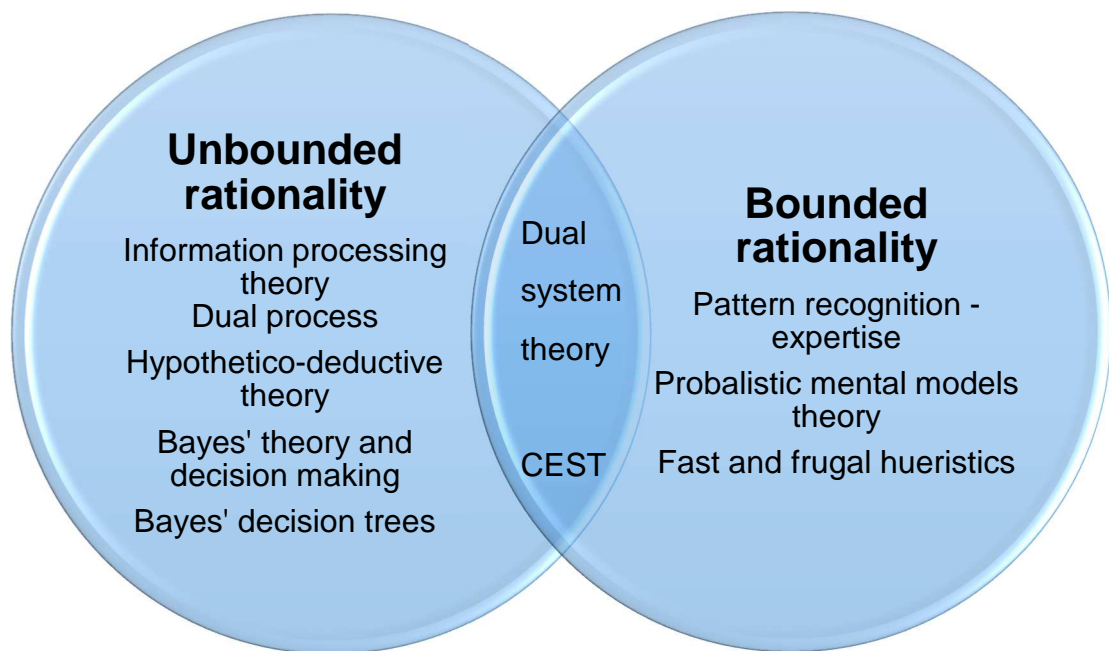 Unbounded
rationality
Information processing
theory
Dual process
Hypothetico-deductive
theory
Bayes' theory and
decision making
Bayes' decision trees
Dual
system
theory
CEST
Bounded
rationality
Pattern recognition -
expertise
Probalistic mental models
theory
Fast and frugal hueristics